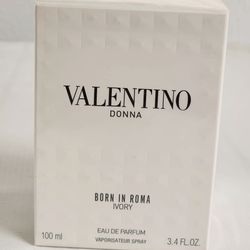 VALENTINO
DONNA
BORN IN ROMA
IVORY
EAU DE PARFUM
100 ml VAPORISATEUR SPRAY 3.4 FL.OZ.